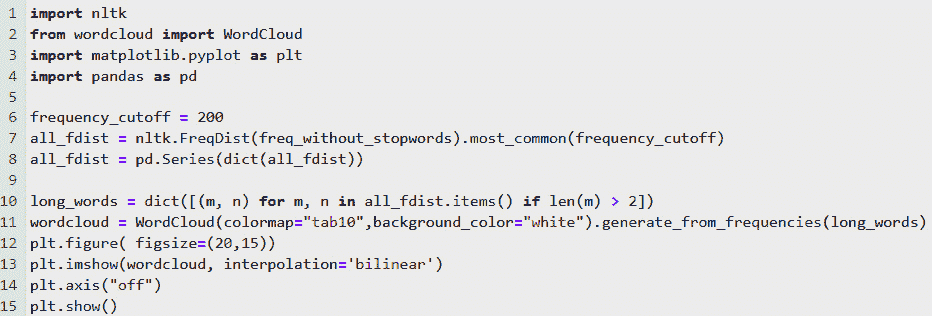 1 import nltk
2 from wordcloud import WordCloud
3 import matplotlib.pyplot as plt
4 import pandas as pd
5
6 frequency_cutoff = 200
7 all_fdist = nltk.FreqDist(freq_without_stopwords).most_common(frequency_cutoff)
8 all_fdist = pd.Series(dict(all_fdist))
9
10 long_words = dict([(m, n) for m, n in all_fdist.items() if len(m) > 2])
11 wordcloud = WordCloud(colormap="tab10",background_color="white").generate_from_frequencies(long_words)
12 plt.figure( figsize=(20,15))
13 plt.imshow(wordcloud, interpolation='bilinear')
14 plt.axis("off")
15 plt.show()